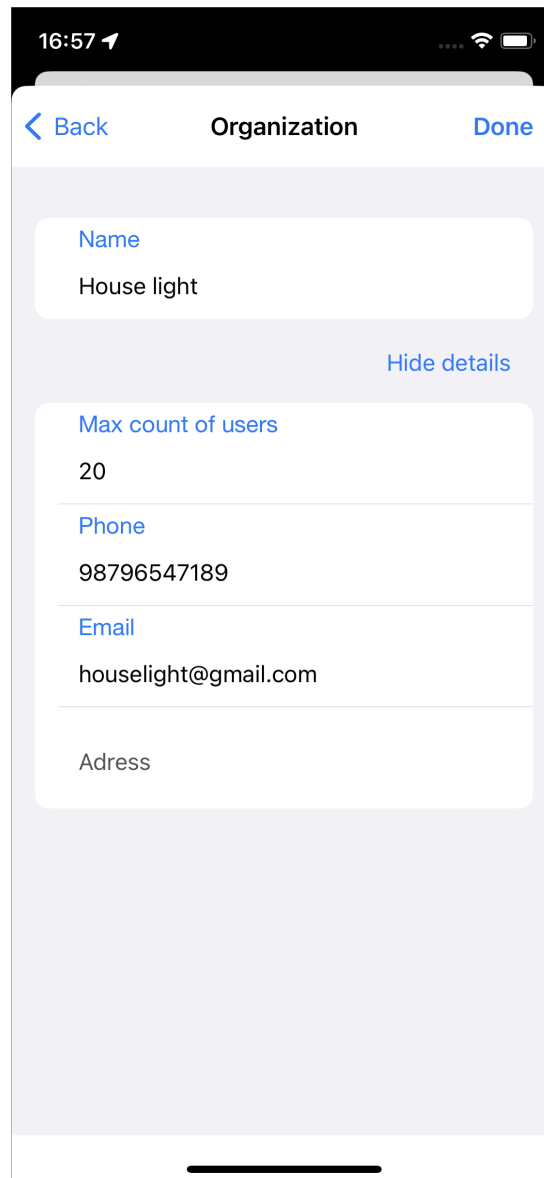 16:57
Back Organization Done
Name
House light
Hide details
Max count of users
20
Phone
98796547189
Email
houselight@gmail.com
Adress